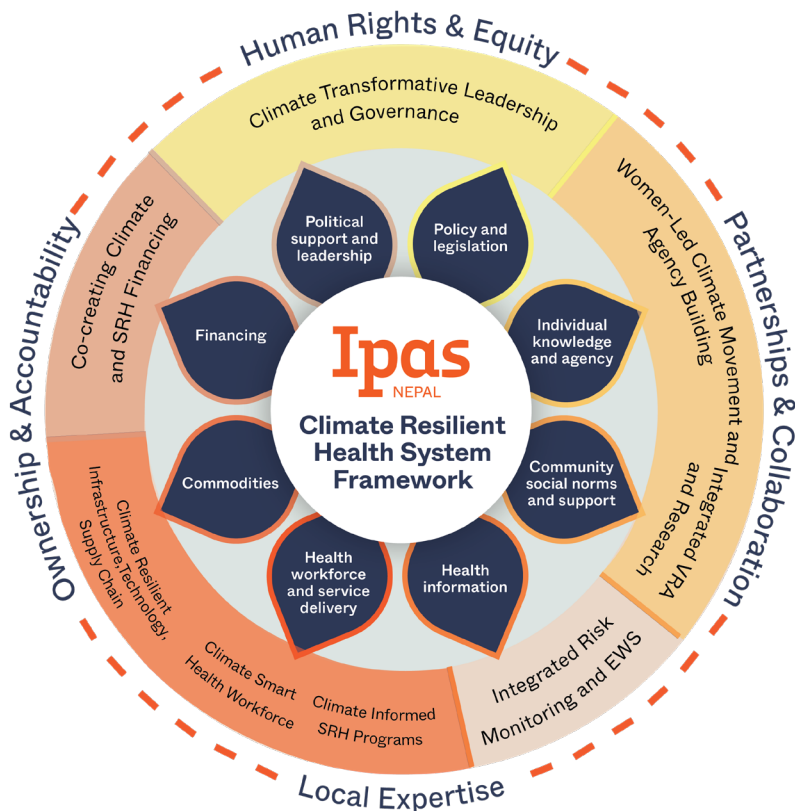 Human Rights & Equity
Partnerships & Collaboration
Local Expertise
Ownership & Accountability
Climate Transformative Leadership
and Governance
Women-Led Climate Movement and
Agency Building
Integrated VRA
and Research
Integrated Risk
Monitoring and EWS
Climate Informed
SRH Programs
Climate Smart
Health Workforce
Climate Resilient
Infrastructure,Technology,
Supply Chain
Co-creating Climate
and SRH Financing
Political
support and
leadership
Policy and
legislation
Individual
knowledge
and agency
Community
social norms
and support
Health
information
Health
workforce
and service
delivery
Commodities
Financing
Ipas
NEPAL
Climate Resilient
Health System
Framework